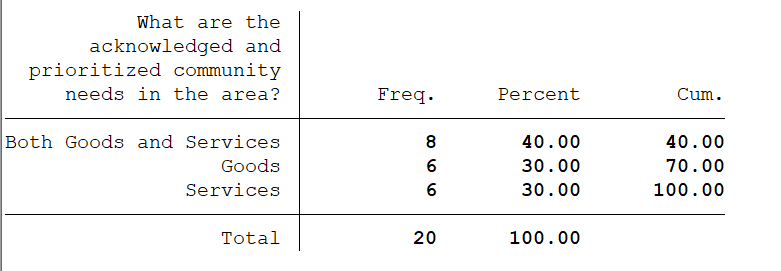 What are the
acknowledged and
prioritized community
needs in the area? Freq. Percent Cum.
Both Goods and Services 8 40.00 40.00
Goods 6 30.00 70.00
Services 6 30.00 100.00
Total 20 100.00